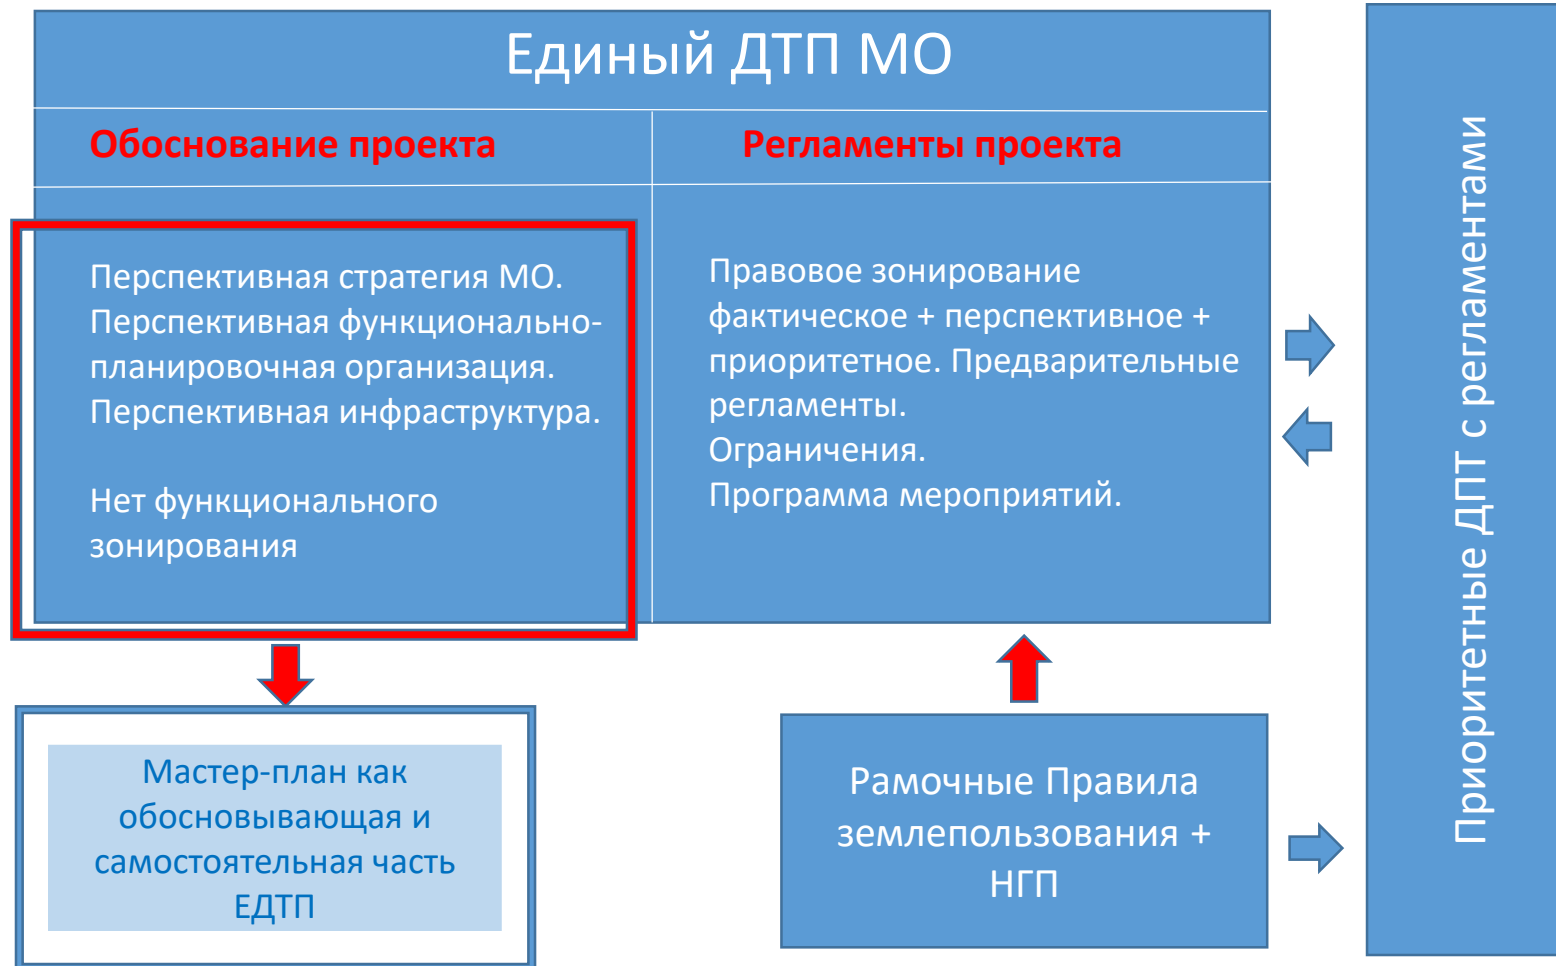 Единый ДТП МО
Обоснование проекта
Регламенты проекта
Перспективная стратегия МО.
Перспективная функционально-
планировочная организация.
Перспективная инфраструктура.
Нет функционального
зонирования
Правовое зонирование
фактическое + перспективное +
приоритетное. Предварительные
регламенты.
Ограничения.
Программа мероприятий.
Приоритетные ДПТ с регламентами
Мастер-план как
обосновывающая и
самостоятельная часть
ЕДТП
Рамочные Правила
землепользования +
НГП